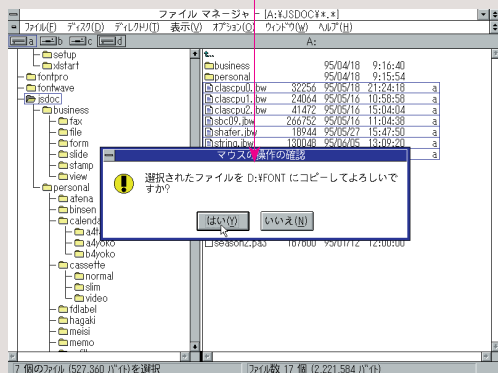 ファイル マネージャ - [A:¥JSDOC¥*.*]
ファイル(F) ディスク(D) ディレクトリ(T) 表示(V) オプション(O) ウィンドウ(W) ヘルプ(H)
a b c d A:
setup
xlstart
fontpro
fontwave
jsdoc
business
fax
file
form
slide
stamp
view
personal
atena
binsen
calenda
a4t
a4yoko
b4yoko
cassette
normal
slim
video
fdlabel
hagaki
meisi
memo
business 95/04/18 9:16:40
personal 95/04/18 9:15:54
clascpu0.jbw 32256 95/05/18 21:24:18 a
clascpu1.jbw 24064 95/05/16 10:58:58 a
clascpu2.jbw 41472 95/05/16 15:04:04 a
sbc09.jbw 266752 95/05/16 11:04:38 a
shafer.jbw 18944 95/05/27 15:47:50 a
string.jbw 130048 95/06/05 13:09:20 a
a
マウスの操作の確認
選択されたファイルを D:¥FONT にコピーしてよろしいで
すか?
はい(Y) いいえ(N)
season2.paj 187600 95/01/12 12:00:00
7 個のファイル (527,360 バイト)を選択 ファイル数 17 個 (2,221,584 バイト)